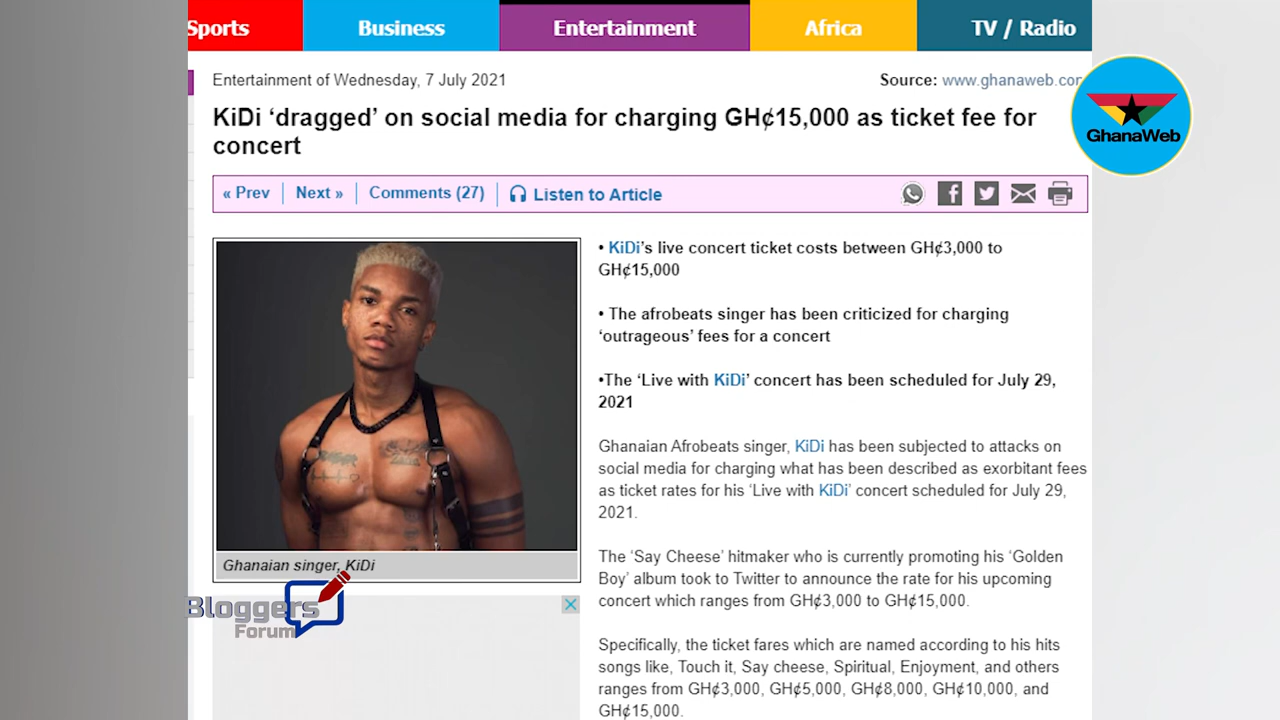 Sports
Business
Entertainment
Africa
TV / Radio
Entertainment of Wednesday, 7 July 2021
Source: www.ghanaweb.com
GhanaWeb
KiDi ‘dragged’ on social media for charging GH¢15,000 as ticket fee for
concert
« Prev
Next »
Comments (27)
Listen to Article
• KiDi’s live concert ticket costs between GH¢3,000 to
GH¢15,000
• The afrobeats singer has been criticized for charging
‘outrageous’ fees for a concert
•The ‘Live with KiDi’ concert has been scheduled for July 29,
2021
Ghanaian Afrobeats singer, KiDi has been subjected to attacks on
social media for charging what has been described as exorbitant fees
as ticket rates for his ‘Live with KiDi’ concert scheduled for July 29,
2021.
The ‘Say Cheese’ hitmaker who is currently promoting his ‘Golden
Boy’ album took to Twitter to announce the rate for his upcoming
concert which ranges from GH¢3,000 to GH¢15,000.
Specifically, the ticket fares which are named according to his hits
songs like, Touch it, Say cheese, Spiritual, Enjoyment, and others
ranges from GH¢3,000, GH¢5,000, GH¢8,000, GH¢10,000, and
GH¢15,000.
Ghanaian singer, KiDi
Bloggers
Forum